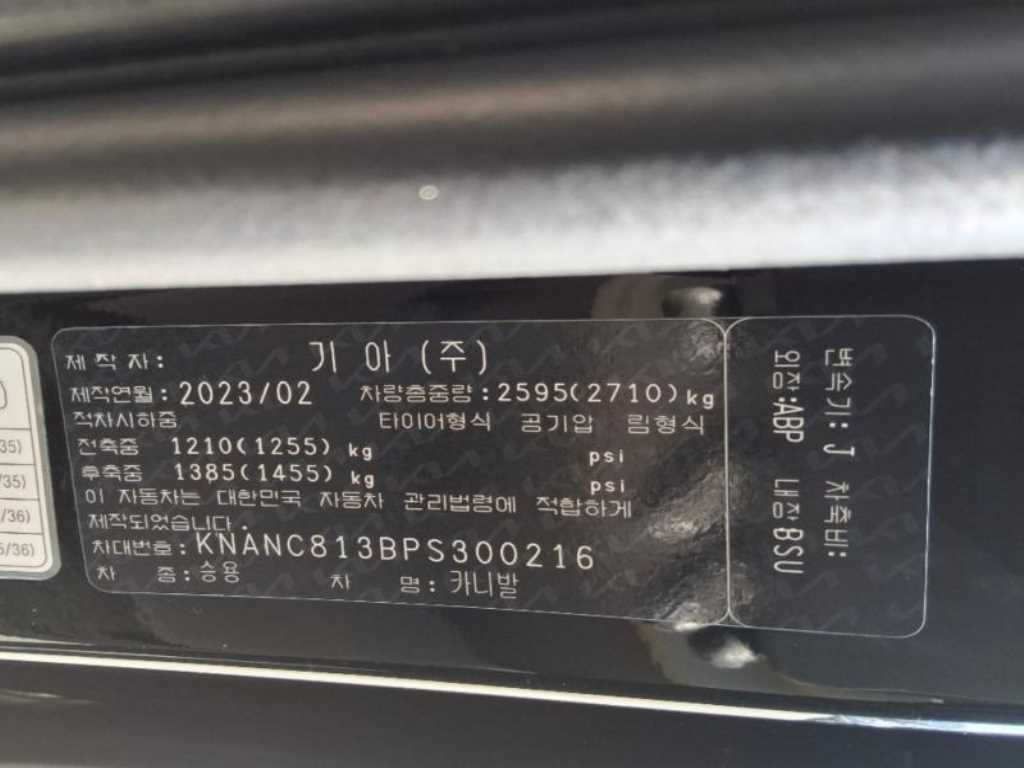 제 작 자: 기 아 (주)
제작연월: 2023/02 차량총중량: 2595(2710) kg
적차시하중 타이어형식 공기압 림형식
전축중 1210(1255) kg psi
후축중 1385(1455) kg psi
이 자동차는 대한민국 자동차 관리법령에 적합하게
제작되었습니다.
차대번호: KNANC813BPS300216
차 종: 승용 차 명: 카니발
변속기: J 차축비:
외장: ABP 내장: BSU
35)
/35)
/36)
5/36)